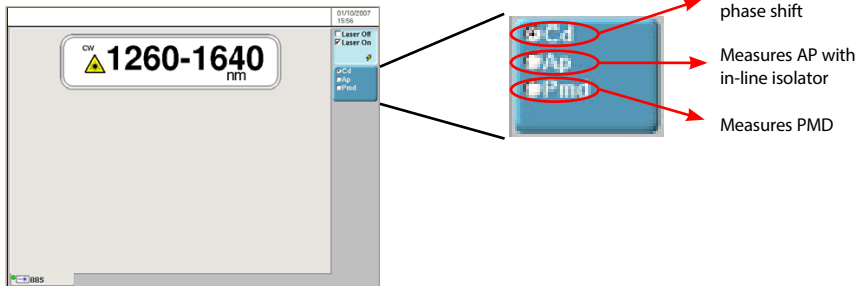 01/10/2007
15:56
Laser Off
Laser On
CW
1260-1640
nm
Cd
Ap
Pmd
BBS
Cd
Ap
Pmd
phase shift
Measures AP with
in-line isolator
Measures PMD